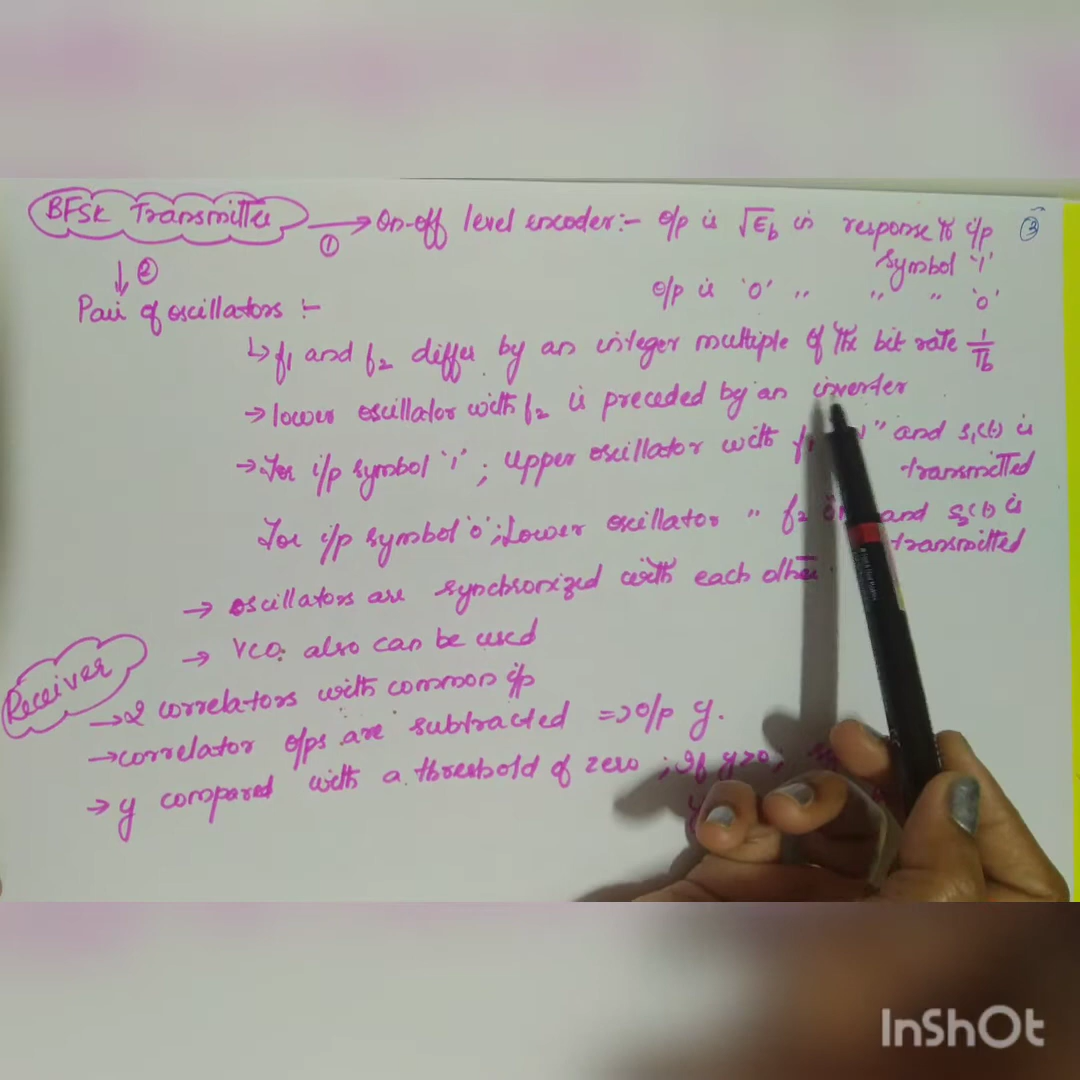 BFSK Transmitter ① → On-off level encoder:- o/p is √Eb in response to i/p ③
symbol '1'
↓ ② o/p is '0' " " " '0'
Pair of oscillators :-
↳ f1 and f2 differ by an integer multiple of the bit rate 1/Tb
→ lower oscillator with f2 is preceded by an inverter
→ For i/p symbol '1'; upper oscillator with and s1(t) is
transmitted
For i/p symbol '0'; Lower oscillator " f2 and s2(t) is
transmitted
→ oscillators are synchronized with each other.
→ VCO: also can be used
Receiver
→ 2 correlators with common i/p
→ correlator o/ps are subtracted => o/p y.
→ y compared with a threshold of zero ; If y>0;
InShOt